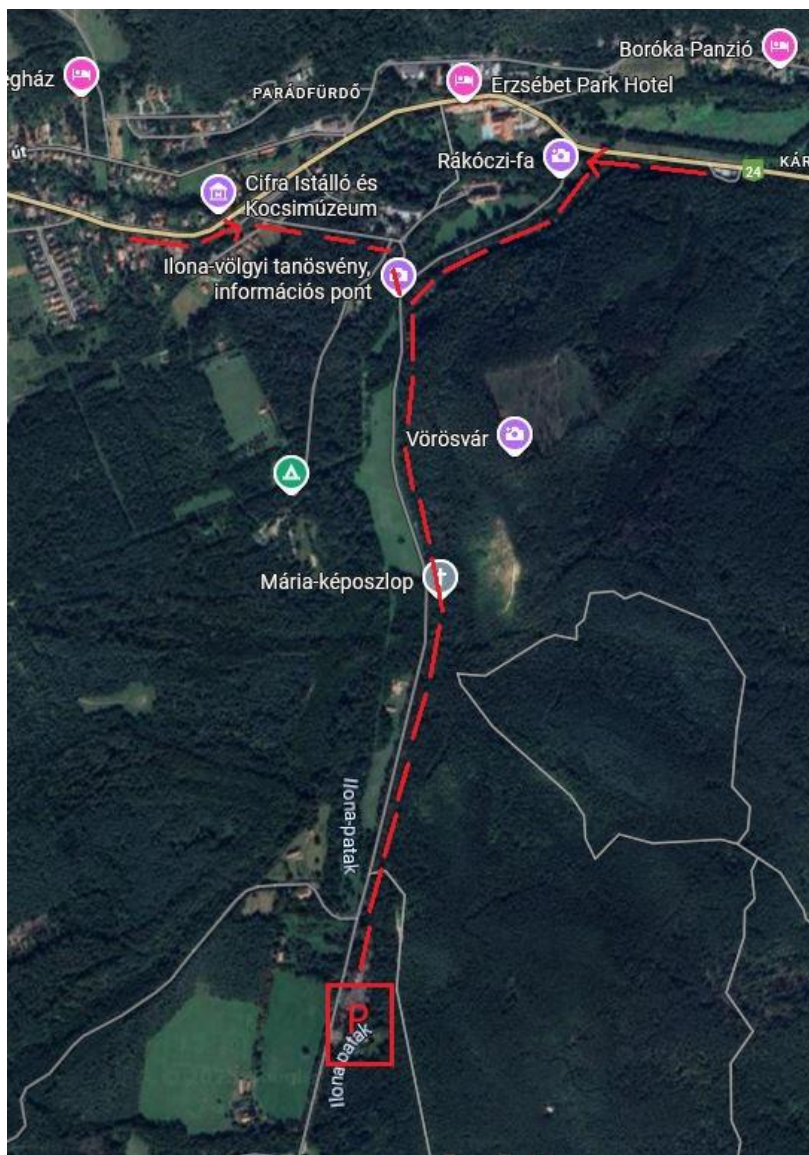 Boróka Panzió
egház
Erzsébet Park Hotel
PARÁDFÜRDŐ
út
Rákóczi-fa
KÁR
24
Cifra Istálló és
Kocsimúzeum
Ilona-völgyi tanösvény,
információs pont
Vörösvár
Mária-képoszlop
Ilona-patak
P
Ilona-patak